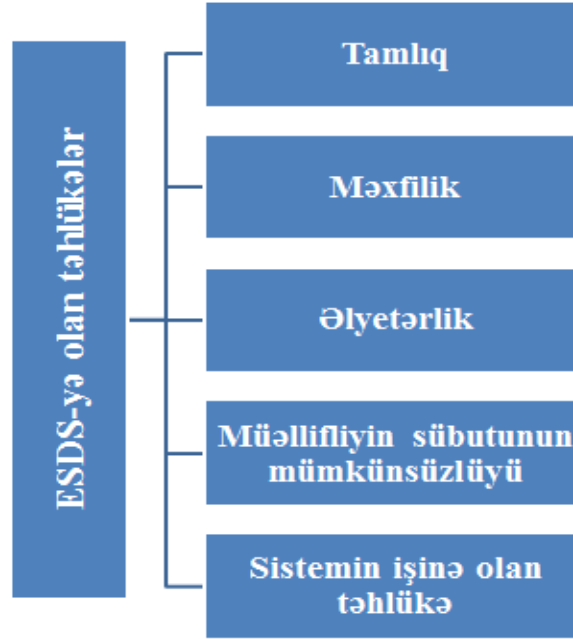 ESDS-yə olan təhlükələr
Tamlıq
Məxfilik
Əlyetərlik
Müəllifliyin sübutunun
mümkünsüzlüyü
Sistemin işinə olan
təhlükə